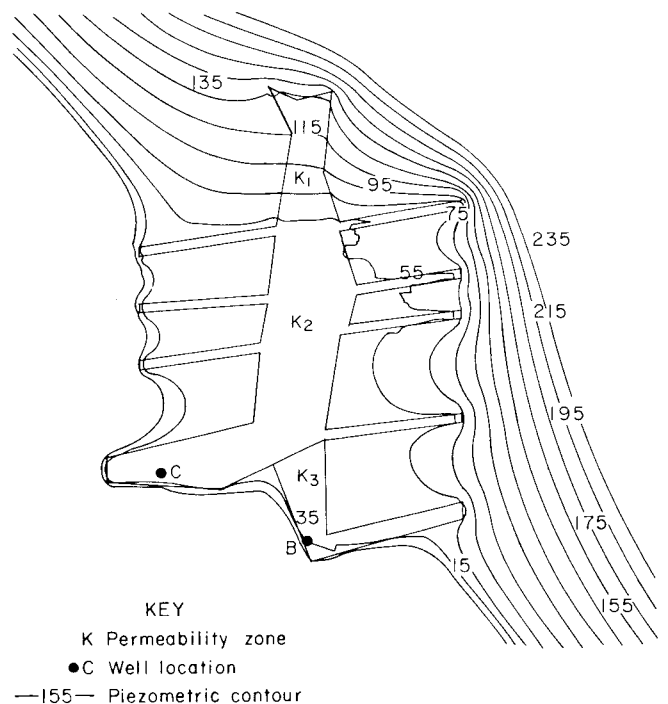 135
115
K1
95
75
235
55
215
K2
195
C
K3
35
175
B
15
155
KEY
K Permeability zone
●C Well location
—155— Piezometric contour